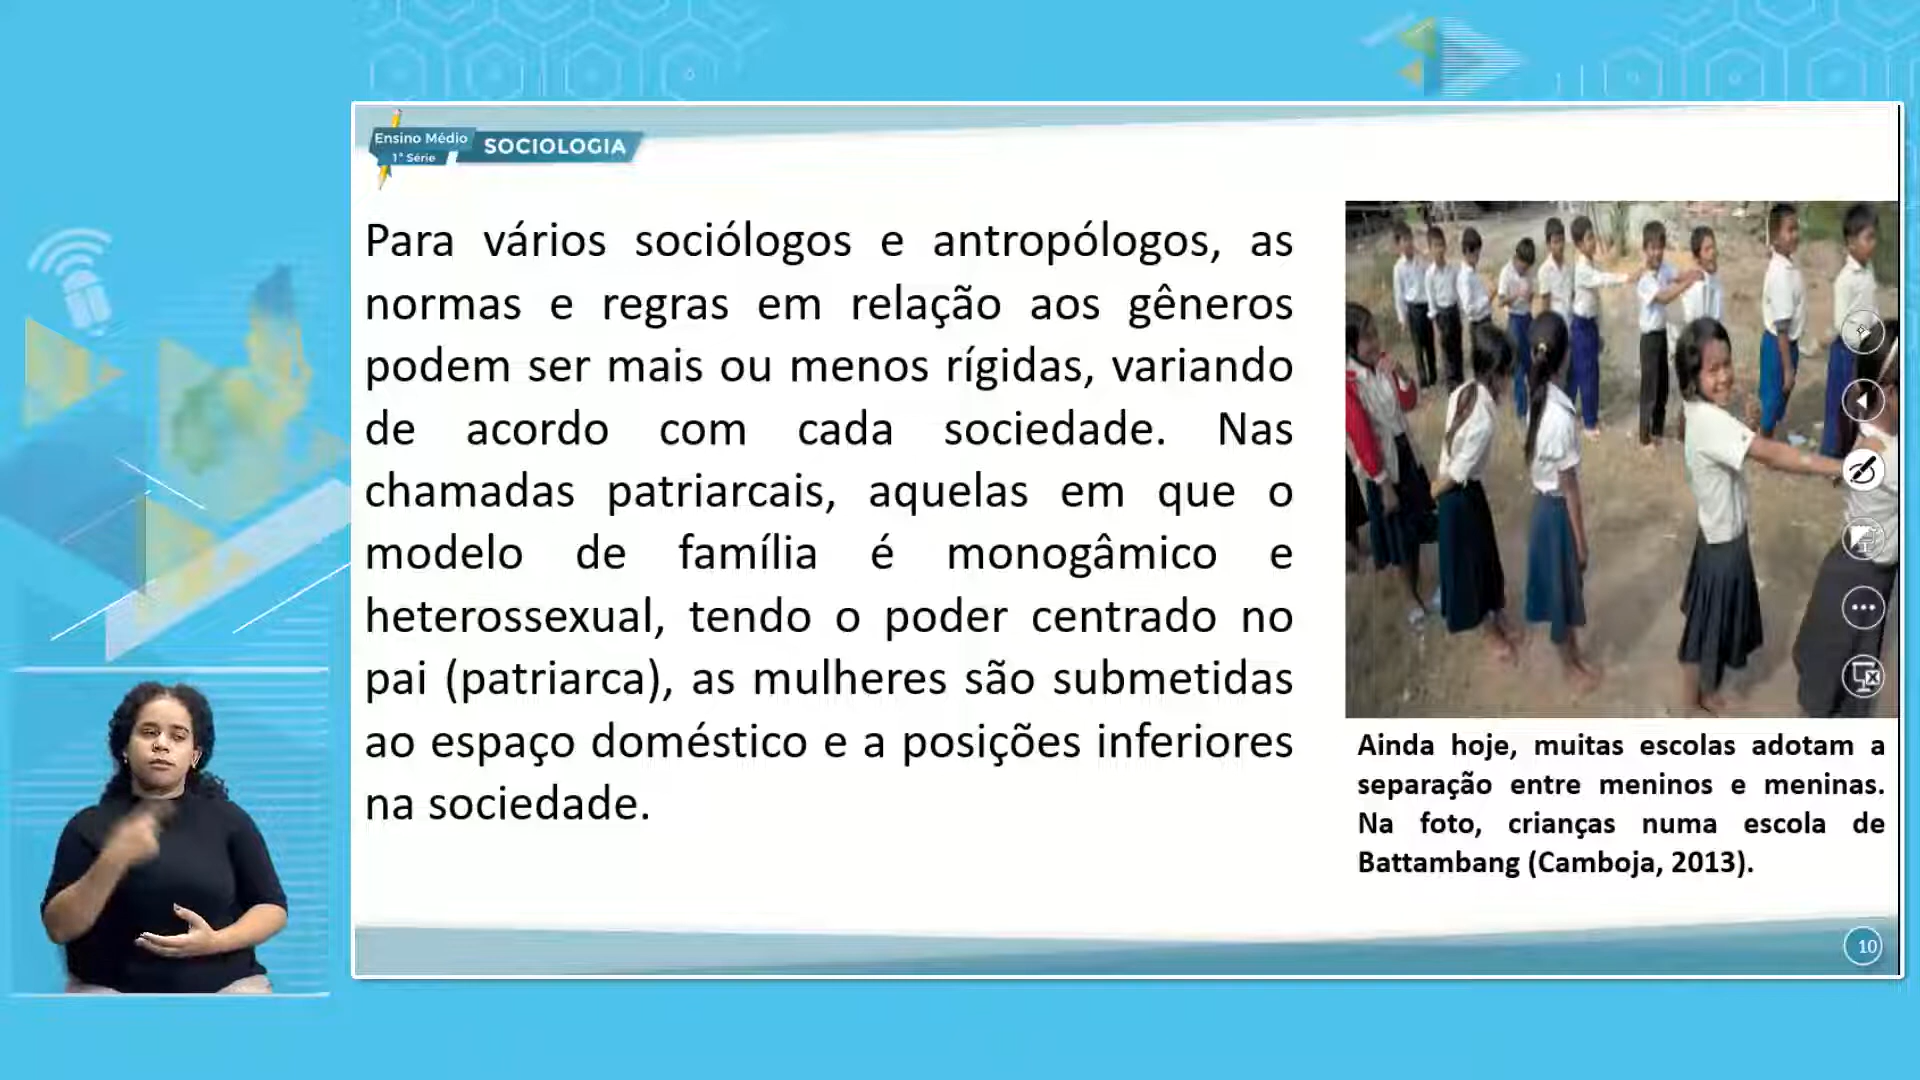 Ensino Médio
1ª Série
SOCIOLOGIA
Para vários sociólogos e antropólogos, as
normas e regras em relação aos gêneros
podem ser mais ou menos rígidas, variando
de acordo com cada sociedade. Nas
chamadas patriarcais, aquelas em que o
modelo de família é monogâmico e
heterossexual, tendo o poder centrado no
pai (patriarca), as mulheres são submetidas
ao espaço doméstico e a posições inferiores
na sociedade.
Ainda hoje, muitas escolas adotam a
separação entre meninos e meninas.
Na foto, crianças numa escola de
Battambang (Camboja, 2013).
10